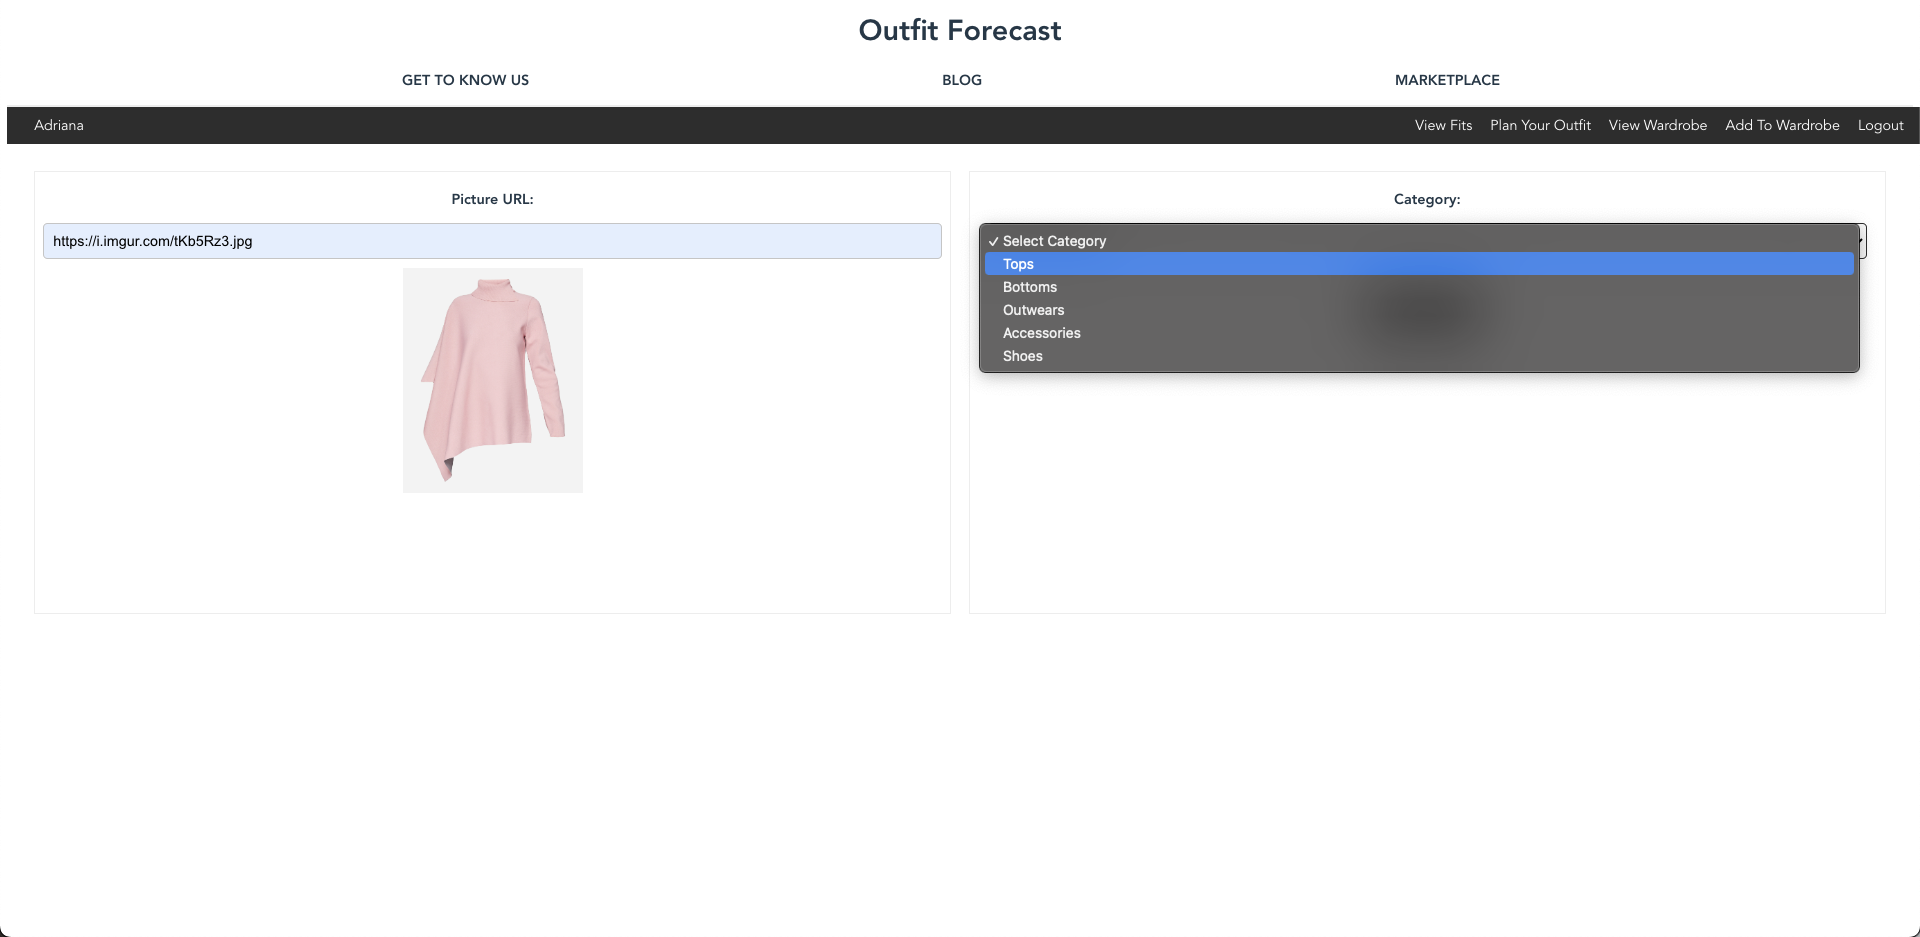 Outfit Forecast
GET TO KNOW US BLOG MARKETPLACE
Adriana View Fits Plan Your Outfit View Wardrobe Add To Wardrobe Logout
Picture URL:
https://i.imgur.com/tKb5Rz3.jpg
Category:
✓ Select Category
Tops
Bottoms
Outwears
Accessories
Shoes